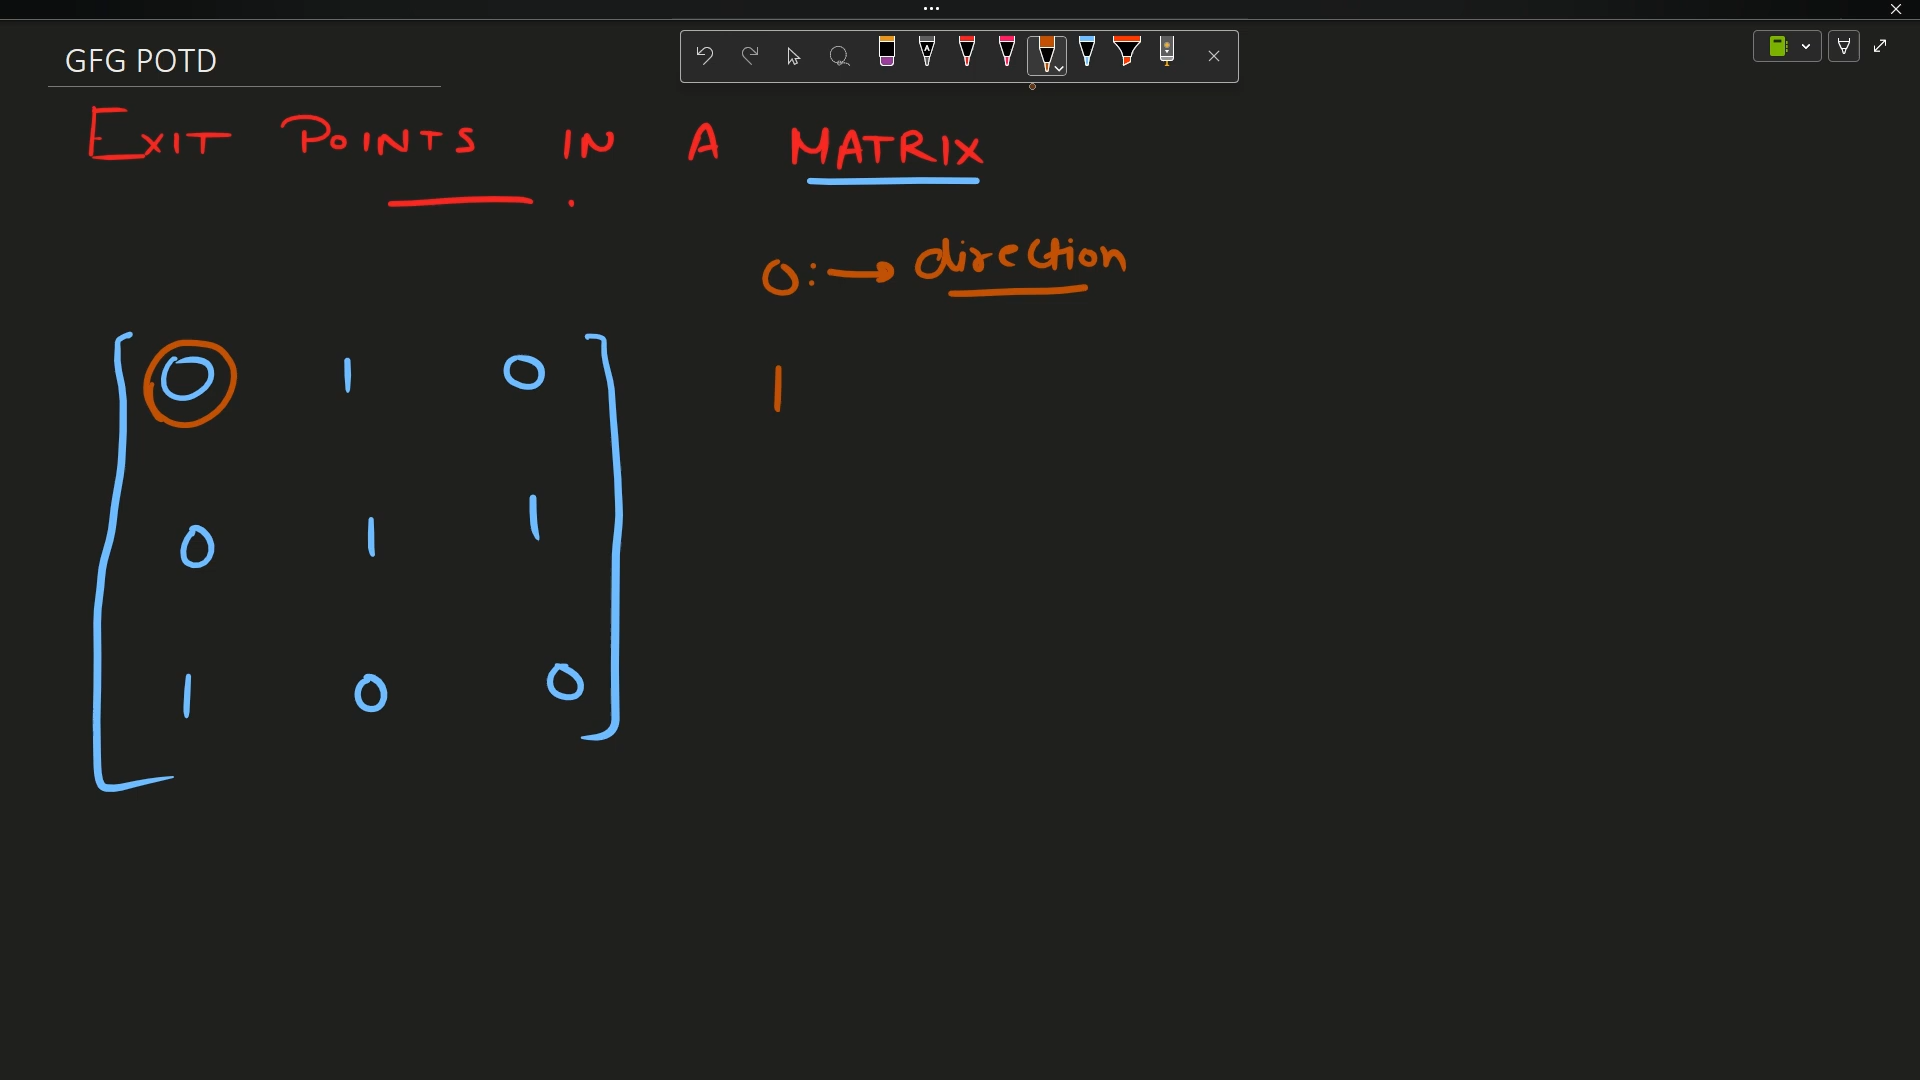 GFG POTD
EXIT POINTS IN A MATRIX
0: → direction
0 1 0
1
0 1 1
1 0 0